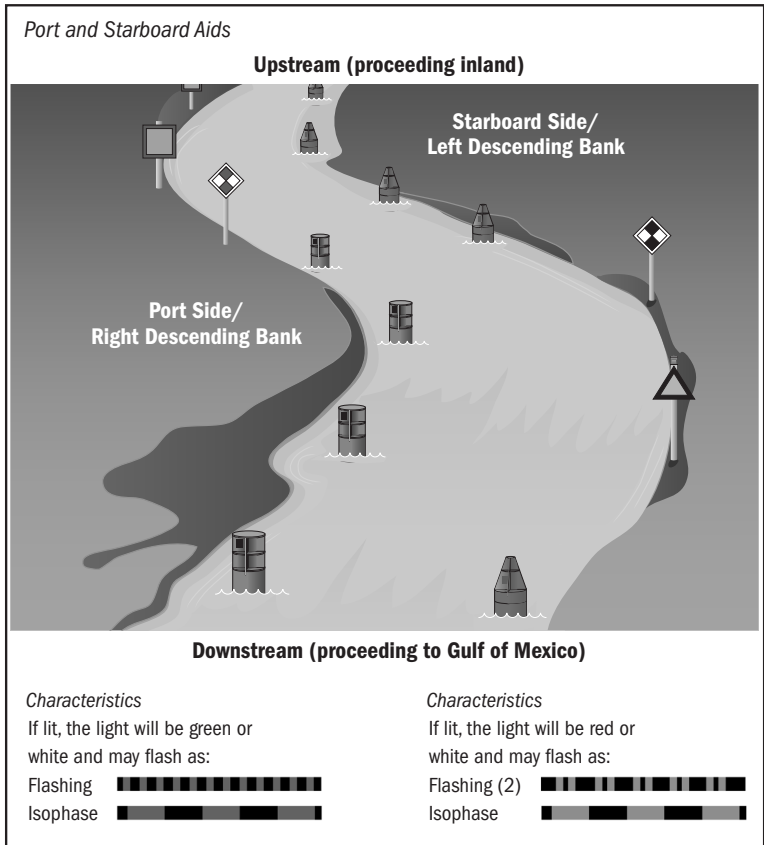 Port and Starboard Aids
Upstream (proceeding inland)
Starboard Side/
Left Descending Bank
Port Side/
Right Descending Bank
Downstream (proceeding to Gulf of Mexico)
Characteristics
If lit, the light will be green or
white and may flash as:
Flashing
Isophase
Characteristics
If lit, the light will be red or
white and may flash as:
Flashing (2)
Isophase